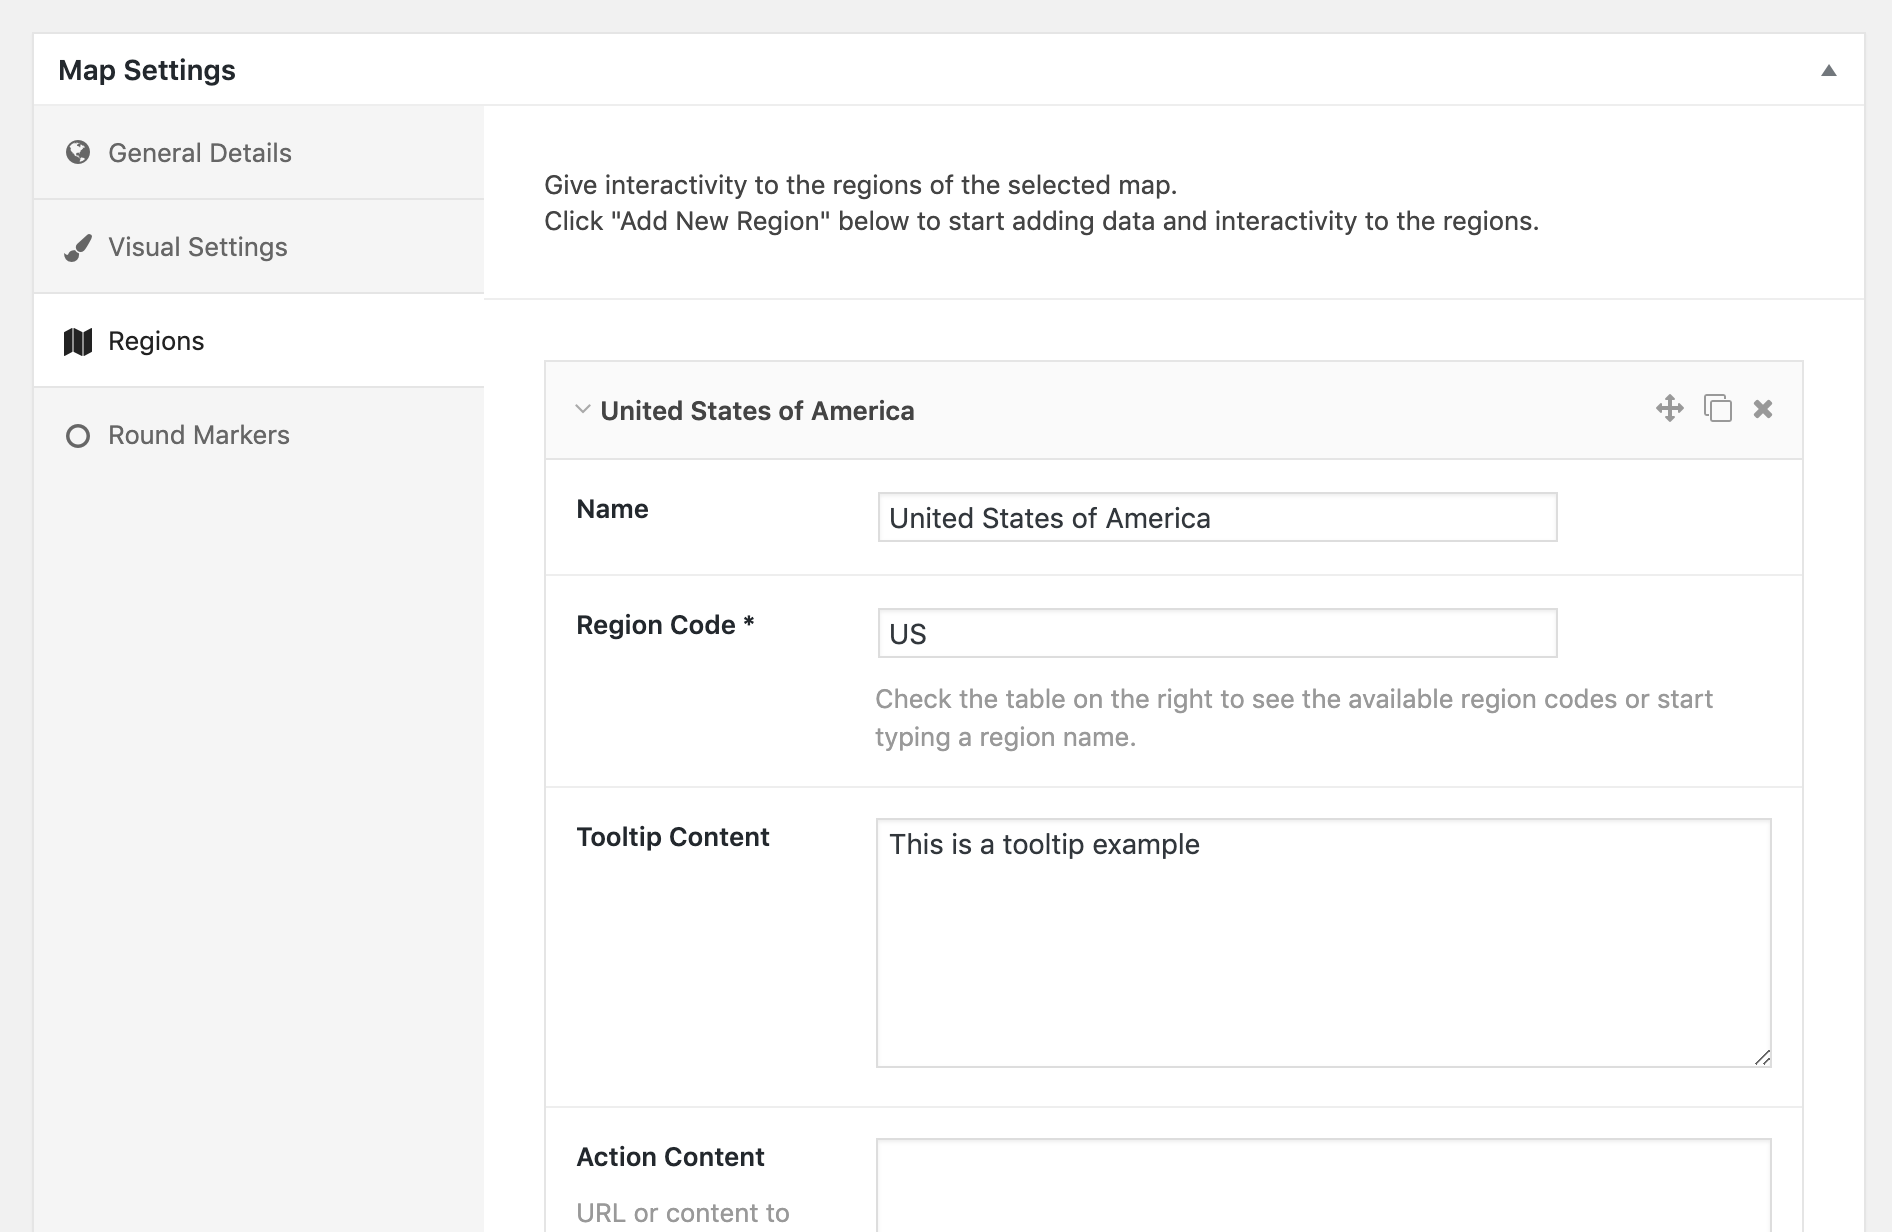 Map Settings
General Details
Visual Settings
Regions
Round Markers
Give interactivity to the regions of the selected map.
Click "Add New Region" below to start adding data and interactivity to the regions.
United States of America
Name
United States of America
Region Code *
US
Check the table on the right to see the available region codes or start
typing a region name.
Tooltip Content
This is a tooltip example
Action Content
URL or content to